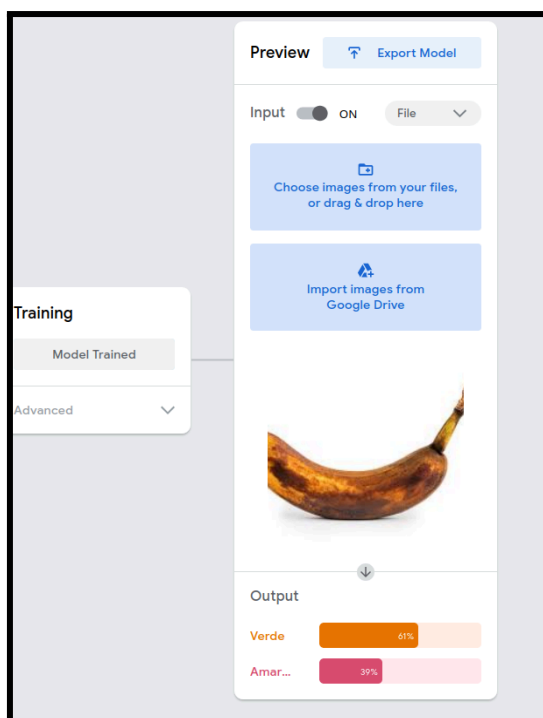 Preview
Export Model
Input
ON
File
Choose images from your files,
or drag & drop here
Import images from
Google Drive
Training
Model Trained
Advanced
Output
Verde
61%
Amar...
39%